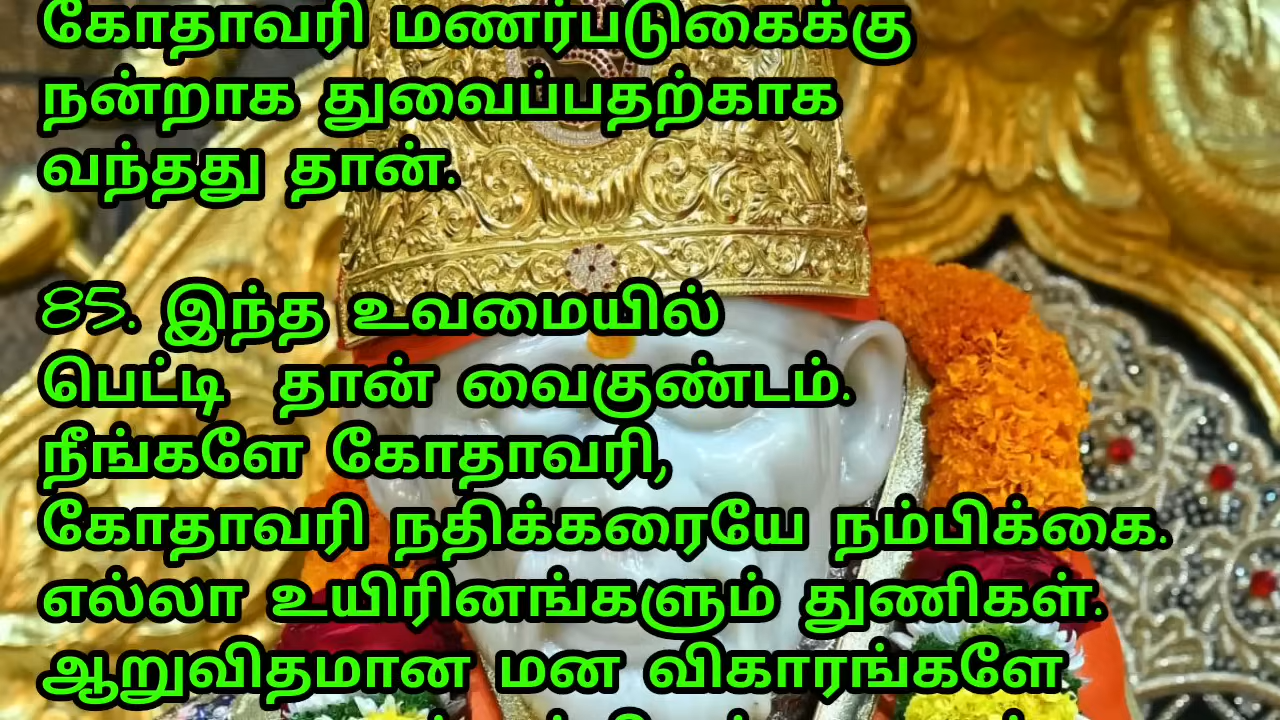 கோதாவரி மணர்படுகைக்கு
நன்றாக துவைப்பதற்காக
வந்தது தான்.
85. இந்த உவமையில்
பெட்டி தான் வைகுண்டம்.
நீங்களே கோதாவரி,
கோதாவரி நதிக்கரையே நம்பிக்கை.
எல்லா உயிரினங்களும் துணிகள்.
ஆறுவிதமான மன விகாரங்களே